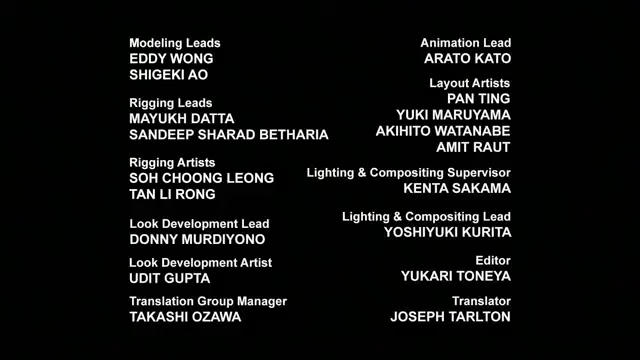 Modeling Leads
EDDY WONG
SHIGEKI AO
Rigging Leads
MAYUKH DATTA
SANDEEP SHARAD BETHARIA
Rigging Artists
SOH CHOONG LEONG
TAN LI RONG
Look Development Lead
DONNY MURDIYONO
Look Development Artist
UDIT GUPTA
Translation Group Manager
TAKASHI OZAWA
Animation Lead
ARATO KATO
Layout Artists
PAN TING
YUKI MARUYAMA
AKIHITO WATANABE
AMIT RAUT
Lighting & Compositing Supervisor
KENTA SAKAMA
Lighting & Compositing Lead
YOSHIYUKI KURITA
Editor
YUKARI TONEYA
Translator
JOSEPH TARLTON